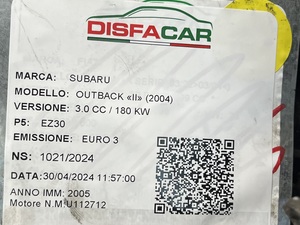 DISFACAR
MARCA: SUBARU
MODELLO: OUTBACK «II» (2004)
VERSIONE: 3.0 CC / 180 KW
P5: EZ30
EMISSIONE: EURO 3
NS: 1021/2024
DATA:30/04/2024 11:57:00
ANNO IMM: 2005
Motore N.M:U112712